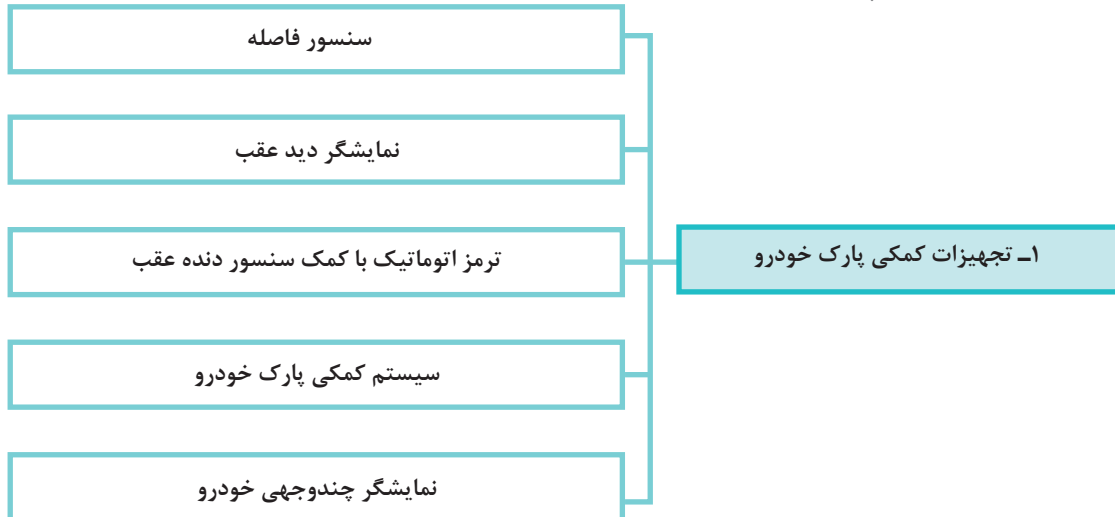 ۱ـ تجهیزات کمکی پارک خودرو
سنسور فاصله
نمایشگر دید عقب
ترمز اتوماتیک با کمک سنسور دنده عقب
سیستم کمکی پارک خودرو
نمایشگر چندوجهی خودرو